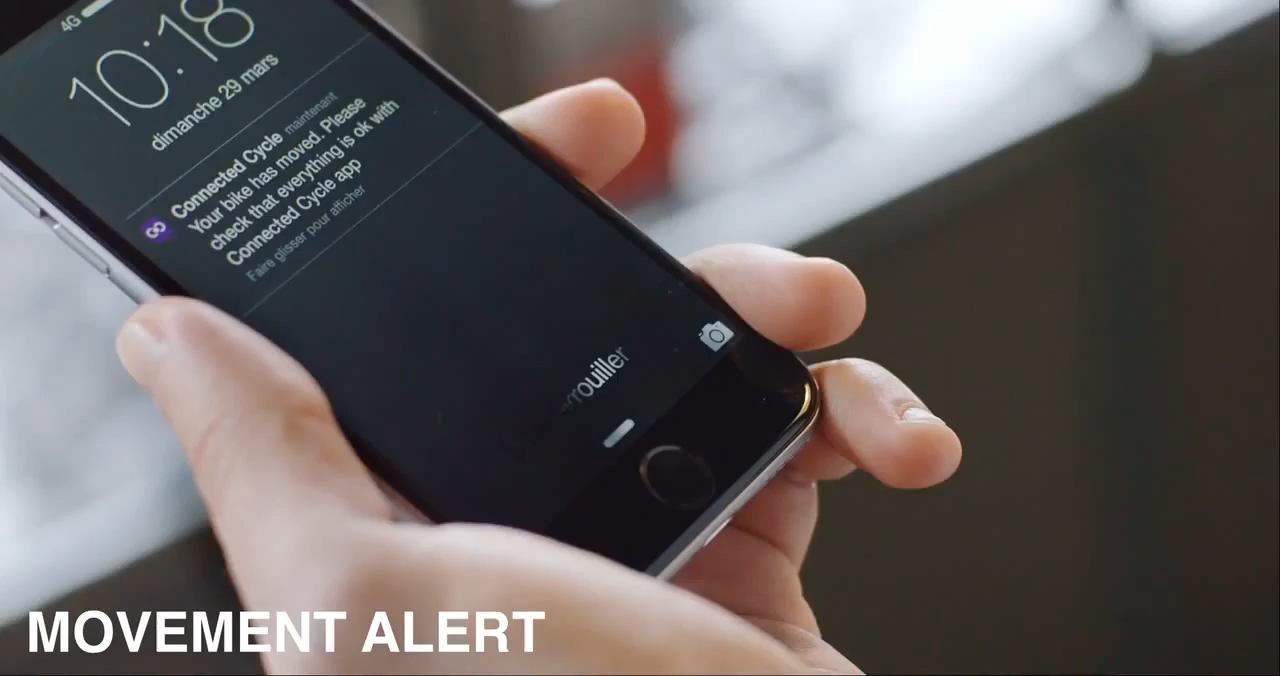 4G
10:18
dimanche 29 mars
Connected Cycle maintenant
Your bike has moved. Please
check that everything is ok with
Connected Cycle app
Faire glisser pour afficher
rouiller
MOVEMENT ALERT